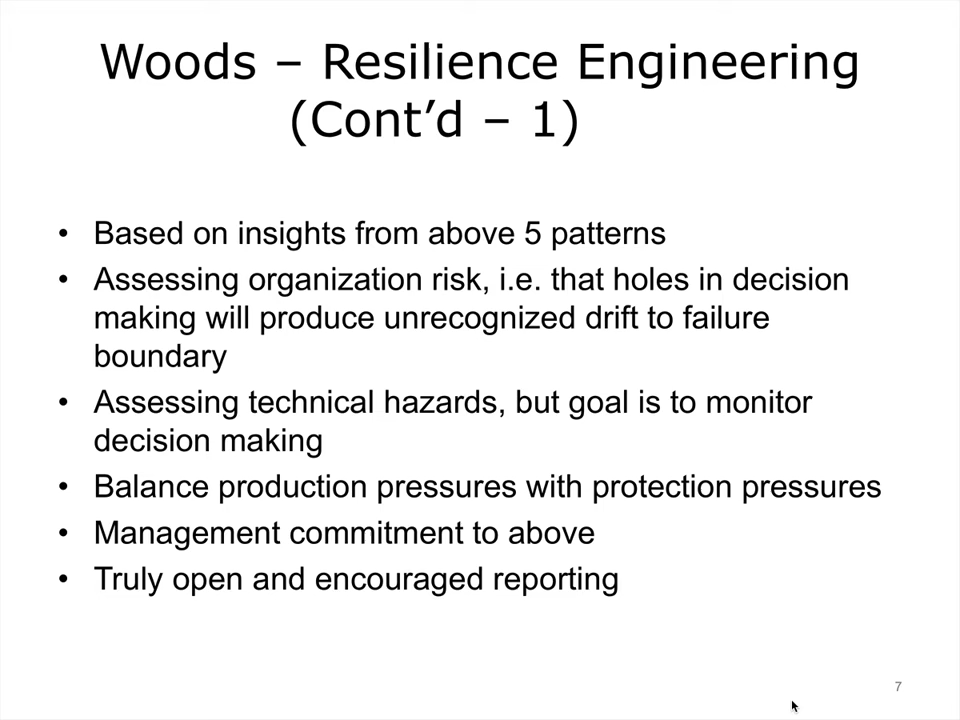 Woods – Resilience Engineering
(Cont’d – 1)
• Based on insights from above 5 patterns
• Assessing organization risk, i.e. that holes in decision
making will produce unrecognized drift to failure
boundary
• Assessing technical hazards, but goal is to monitor
decision making
• Balance production pressures with protection pressures
• Management commitment to above
• Truly open and encouraged reporting
7